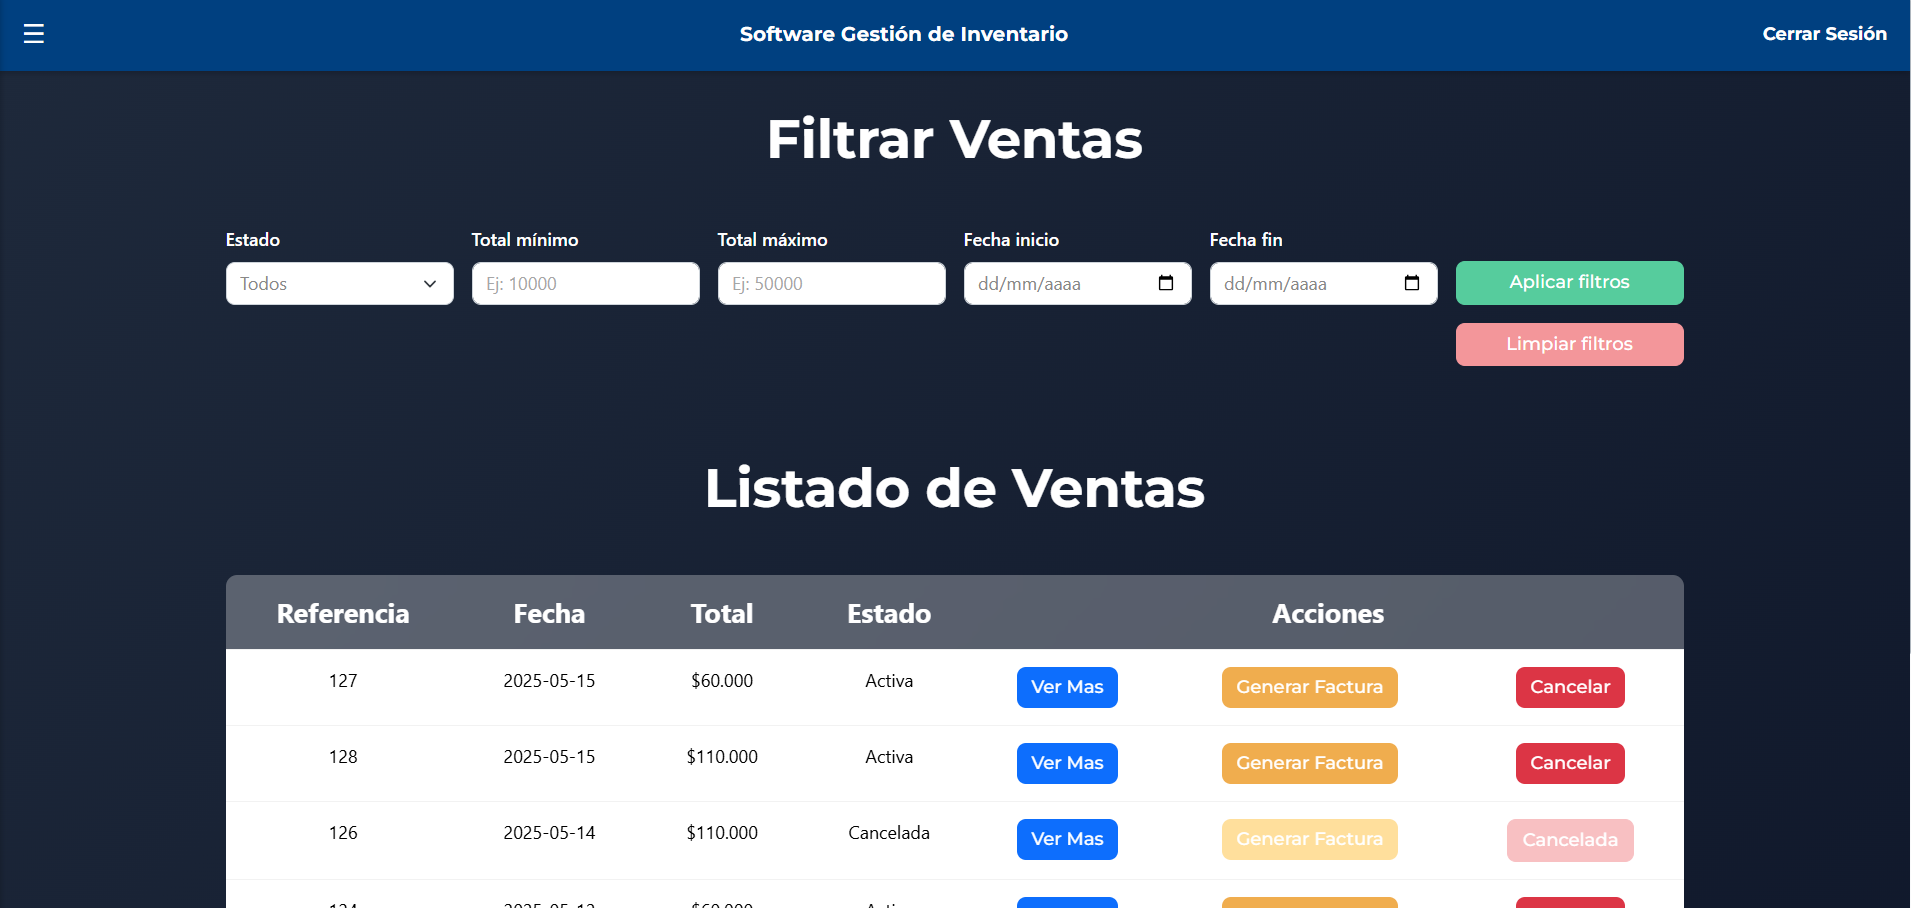 ☰ Software Gestión de Inventario Cerrar Sesión
Filtrar Ventas
Estado Total mínimo Total máximo Fecha inicio Fecha fin
Todos Ej: 10000 Ej: 50000 dd/mm/aaaa dd/mm/aaaa Aplicar filtros
Limpiar filtros
Listado de Ventas
Referencia Fecha Total Estado Acciones
127 2025-05-15 $60.000 Activa Ver Mas Generar Factura Cancelar
128 2025-05-15 $110.000 Activa Ver Mas Generar Factura Cancelar
126 2025-05-14 $110.000 Cancelada Ver Mas Generar Factura Cancelada